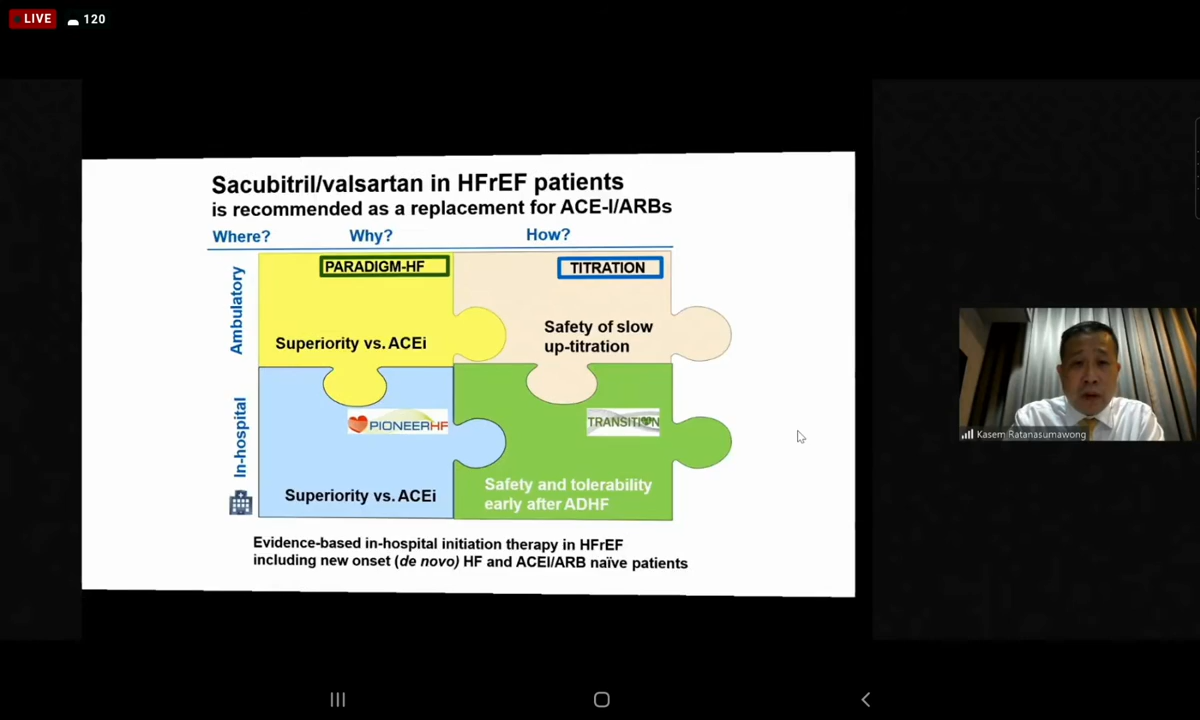 LIVE 120
Sacubitril/valsartan in HFrEF patients
is recommended as a replacement for ACE-I/ARBs
Where? Why? How?
Ambulatory
PARADIGM-HF
TITRATION
Superiority vs. ACEi
Safety of slow
up-titration
In-hospital
PIONEERHF
TRANSITION
Superiority vs. ACEi
Safety and tolerability
early after ADHF
Evidence-based in-hospital initiation therapy in HFrEF
including new onset (de novo) HF and ACEI/ARB naïve patients
Kasem Ratanasumawong